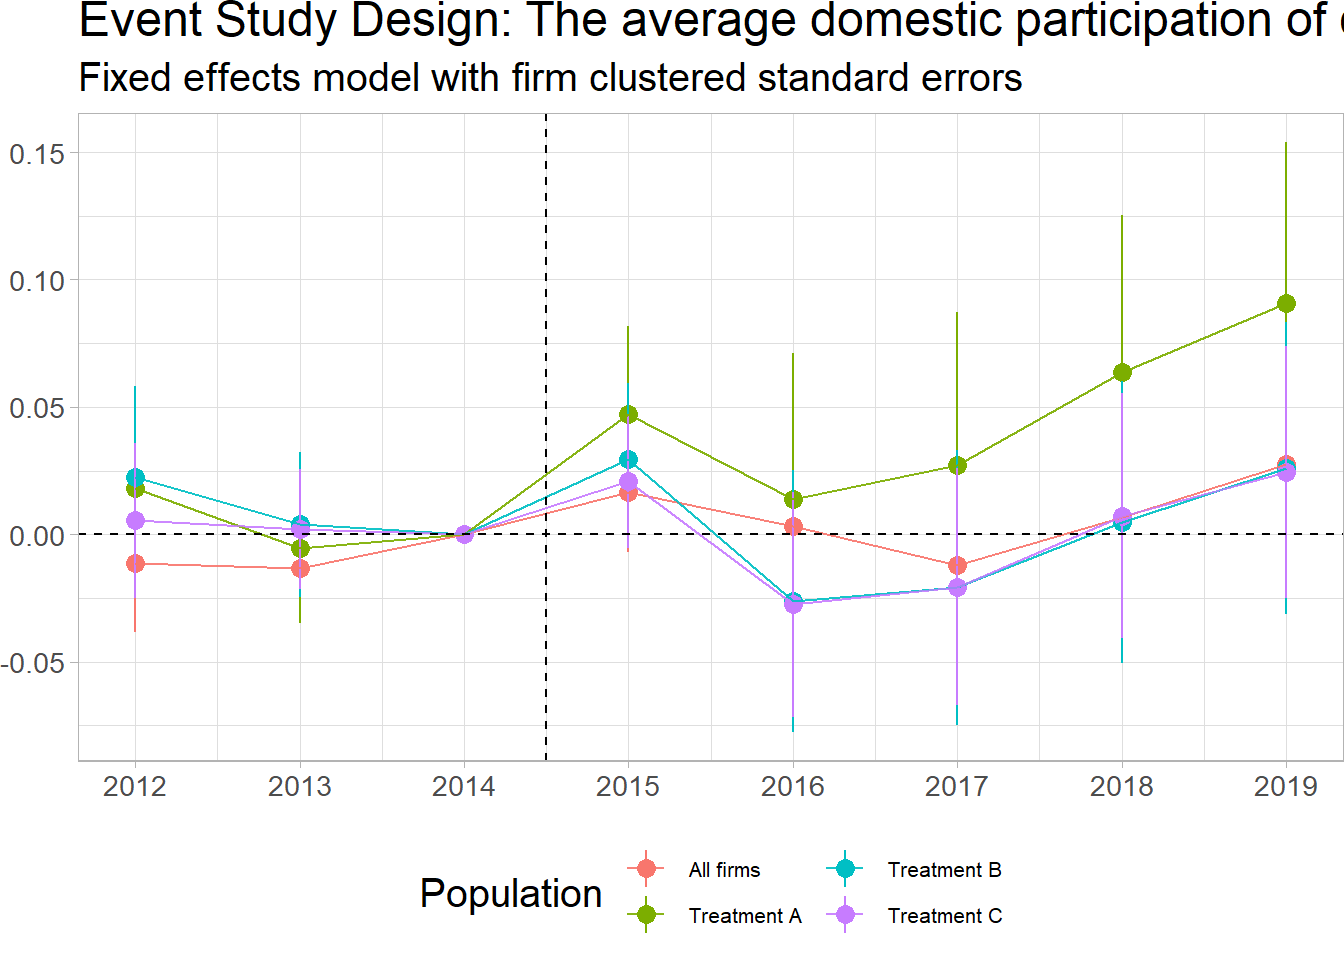 Event Study Design: The average domestic participation of
Fixed effects model with firm clustered standard errors
0.15
0.10
0.05
0.00
-0.05
2012 2013 2014 2015 2016 2017 2018 2019
Population
All firms
Treatment B
Treatment A
Treatment C